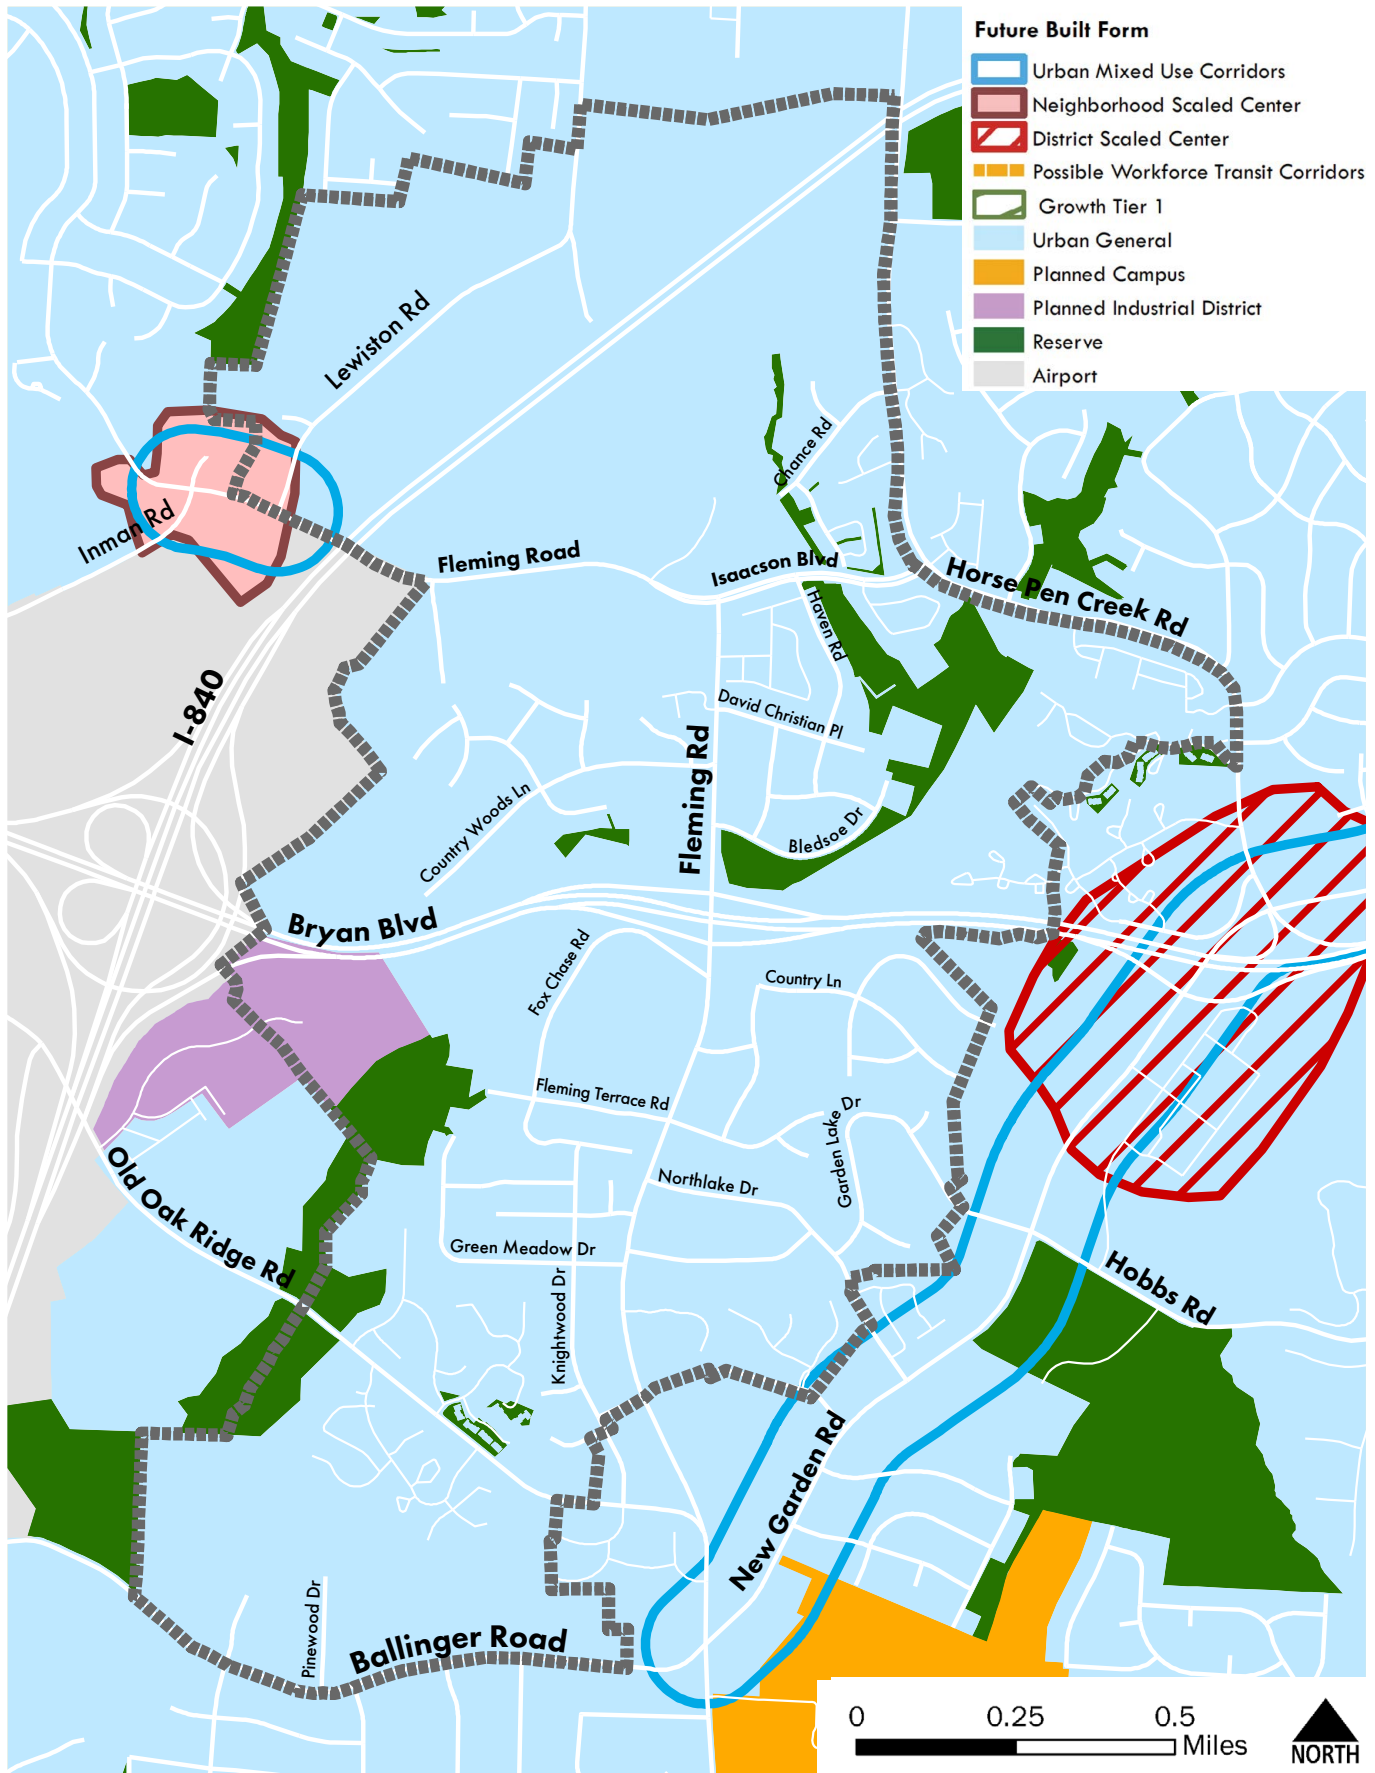 Future Built Form
Urban Mixed Use Corridors
Neighborhood Scaled Center
District Scaled Center
Possible Workforce Transit Corridors
Growth Tier 1
Urban General
Planned Campus
Planned Industrial District
Reserve
Airport
Lewiston Rd
Chance Rd
Inman Rd
Fleming Road
Isaacson Blvd
Horse Pen Creek Rd
Haven Rd
I-840
David Christian Pl
Fleming Rd
Country Woods Ln
Bledsoe Dr
Bryan Blvd
Fox Chase Rd
Country Ln
Fleming Terrace Rd
Garden Lake Dr
Old Oak Ridge Rd
Northlake Dr
Green Meadow Dr
Hobbs Rd
Knightwood Dr
New Garden Rd
Pinewood Dr
Ballinger Road
0 0.25 0.5
Miles
NORTH